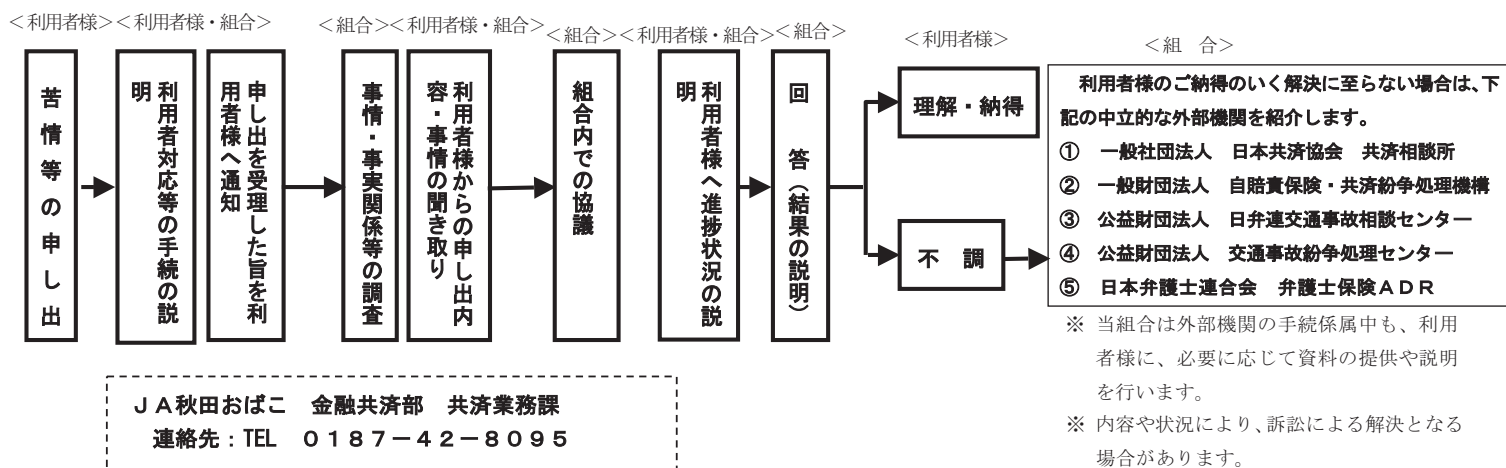 ＜利用者様＞＜利用者様・組合＞
＜組合＞＜利用者様・組合＞
＜組合＞＜利用者様・組合＞＜組合＞
＜利用者様＞
＜組　合＞
苦情等の申し出
利用者対応等の手続の説
明
申し出を受理した旨を利
用者様へ通知
事情・事実関係等の調査
利用者様からの申し出内
容・事情の聞き取り
組合内での協議
利用者様へ進捗状況の説
明
回　答（結果の説明）
理解・納得
不　調
利用者様のご納得のいく解決に至らない場合は、下
記の中立的な外部機関を紹介します。
①　一般社団法人　日本共済協会　共済相談所
②　一般財団法人　自賠責保険・共済紛争処理機構
③　公益財団法人　日弁連交通事故相談センター
④　公益財団法人　交通事故紛争処理センター
⑤　日本弁護士連合会　弁護士保険ＡＤＲ
※ 当組合は外部機関の手続係属中も、利用
者様に、必要に応じて資料の提供や説明
を行います。
※ 内容や状況により、訴訟による解決となる
場合があります。
ＪＡ秋田おばこ　金融共済部　共済業務課
連絡先：TEL　０１８７－４２－８０９５